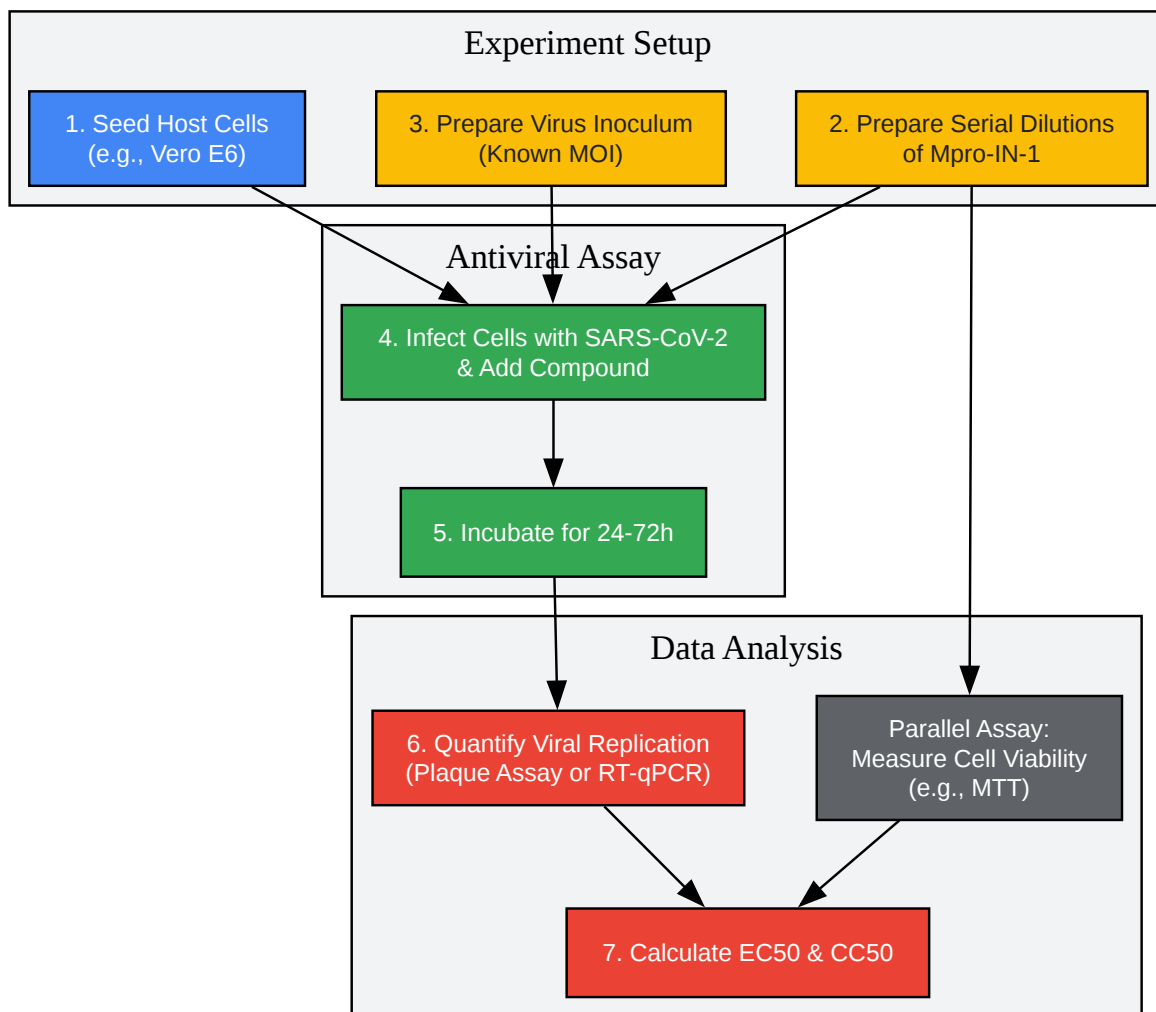 Experiment Setup
1. Seed Host Cells
(e.g., Vero E6)
3. Prepare Virus Inoculum
(Known MOI)
2. Prepare Serial Dilutions
of Mpro-IN-1
Antiviral Assay
4. Infect Cells with SARS-CoV-2
& Add Compound
5. Incubate for 24-72h
Data Analysis
6. Quantify Viral Replication
(Plaque Assay or RT-qPCR)
Parallel Assay:
Measure Cell Viability
(e.g., MTT)
7. Calculate EC50 & CC50